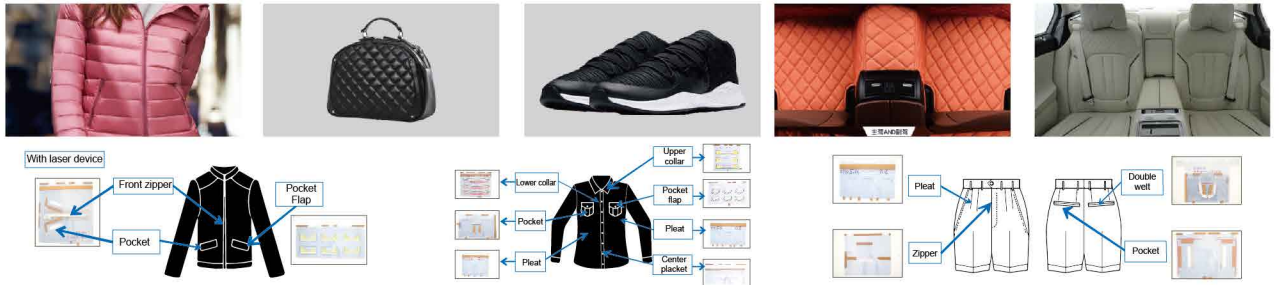 主驾AND副驾
With laser device
Front zipper
Pocket
Flap
Pocket
Upper
collar
Lower collar
Pocket
flap
Pocket
Pleat
Pleat
Center
placket
Pleat
Double
welt
Zipper
Pocket